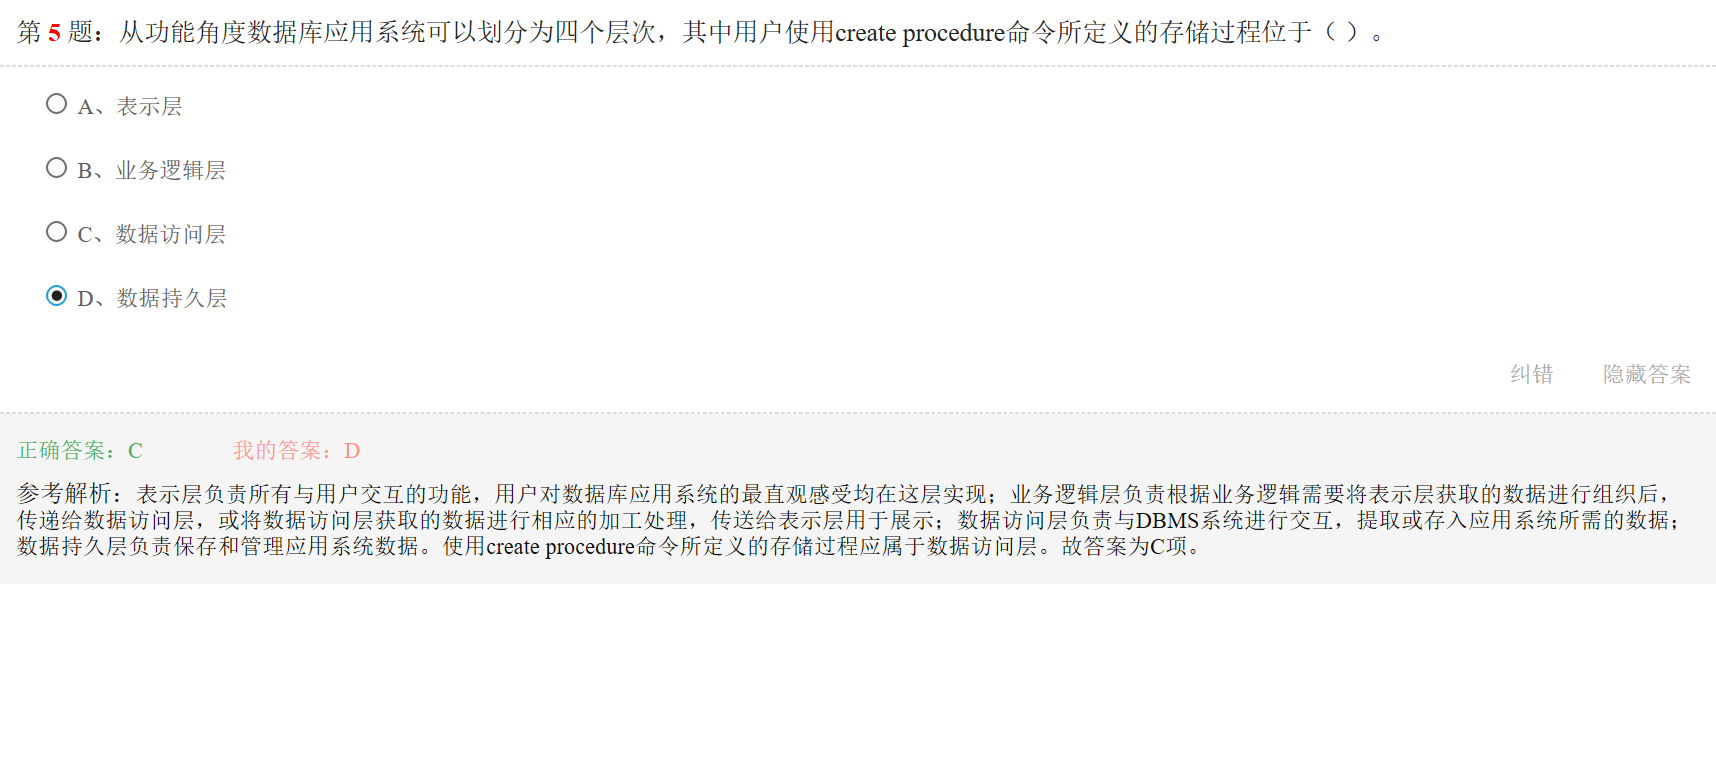 第 5 题：从功能角度数据库应用系统可以划分为四个层次，其中用户使用create procedure命令所定义的存储过程位于（ ）。
A、表示层
B、业务逻辑层
C、数据访问层
D、数据持久层
纠错 隐藏答案
正确答案：C 我的答案：D
参考解析：表示层负责所有与用户交互的功能，用户对数据库应用系统的最直观感受均在这层实现；业务逻辑层负责根据业务逻辑需要将表示层获取的数据进行组织后，
传递给数据访问层，或将数据访问层获取的数据进行相应的加工处理，传送给表示层用于展示；数据访问层负责与DBMS系统进行交互，提取或存入应用系统所需的数据；
数据持久层负责保存和管理应用系统数据。使用create procedure命令所定义的存储过程应属于数据访问层。故答案为C项。